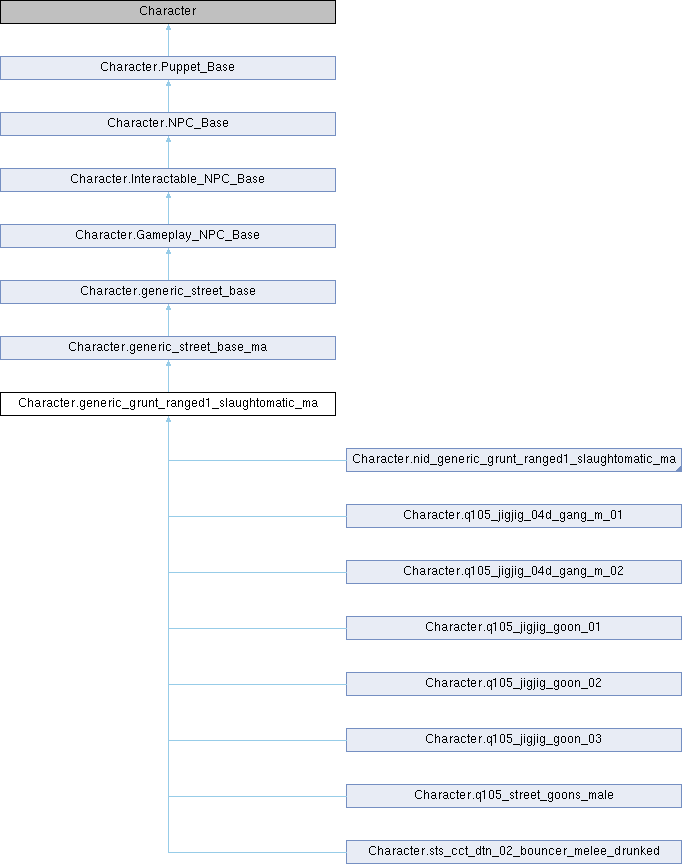 Character
Character.Puppet_Base
Character.NPC_Base
Character.Interactable_NPC_Base
Character.Gameplay_NPC_Base
Character.generic_street_base
Character.generic_street_base_ma
Character.generic_grunt_ranged1_slaughtomatic_ma
Character.nid_generic_grunt_ranged1_slaughtomatic_ma
Character.q105_jigjig_04d_gang_m_01
Character.q105_jigjig_04d_gang_m_02
Character.q105_jigjig_goon_01
Character.q105_jigjig_goon_02
Character.q105_jigjig_goon_03
Character.q105_street_goons_male
Character.sts_cct_dtn_02_bouncer_melee_drunked